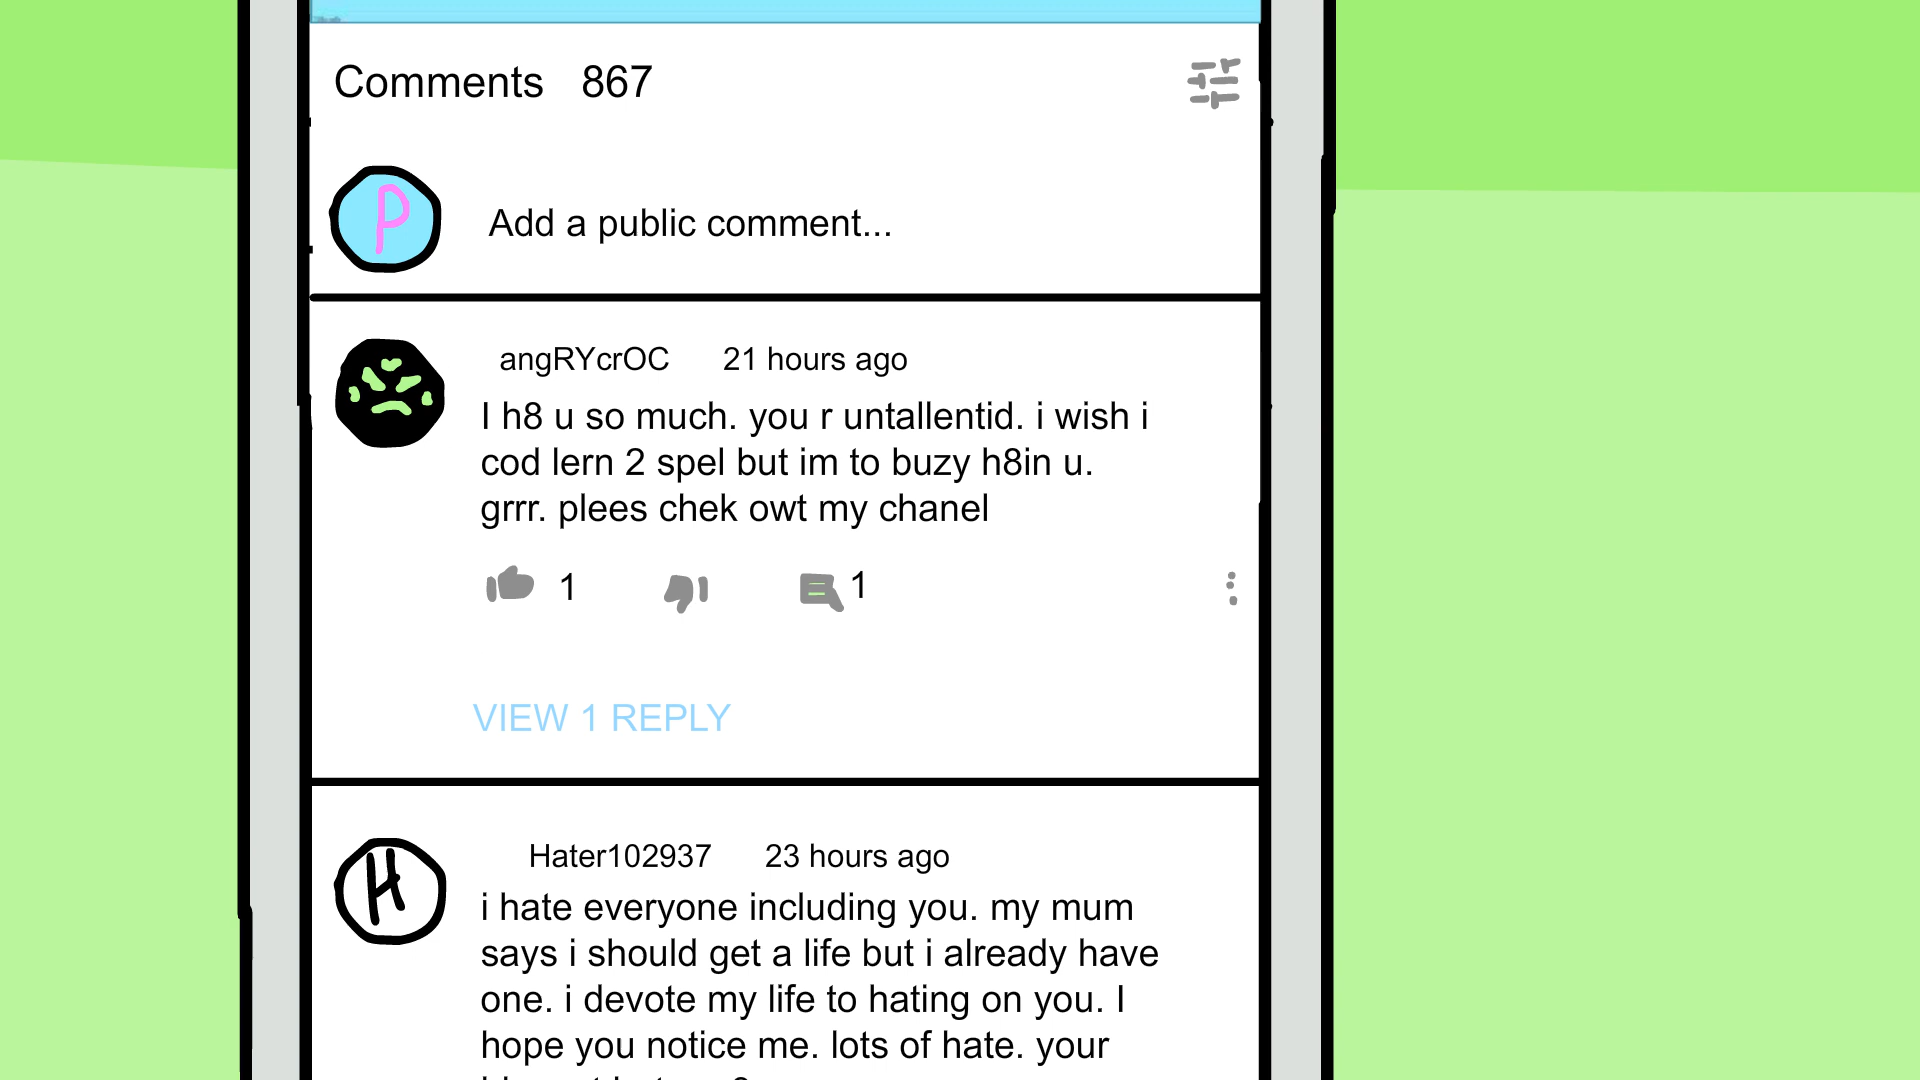 Comments 867
P
Add a public comment...
angRYcrOC 21 hours ago
I h8 u so much. you r untallentid. i wish i
cod lern 2 spel but im to buzy h8in u.
grrr. plees chek owt my chanel
1 1
VIEW 1 REPLY
H
Hater102937 23 hours ago
i hate everyone including you. my mum
says i should get a life but i already have
one. i devote my life to hating on you. I
hope you notice me. lots of hate. your